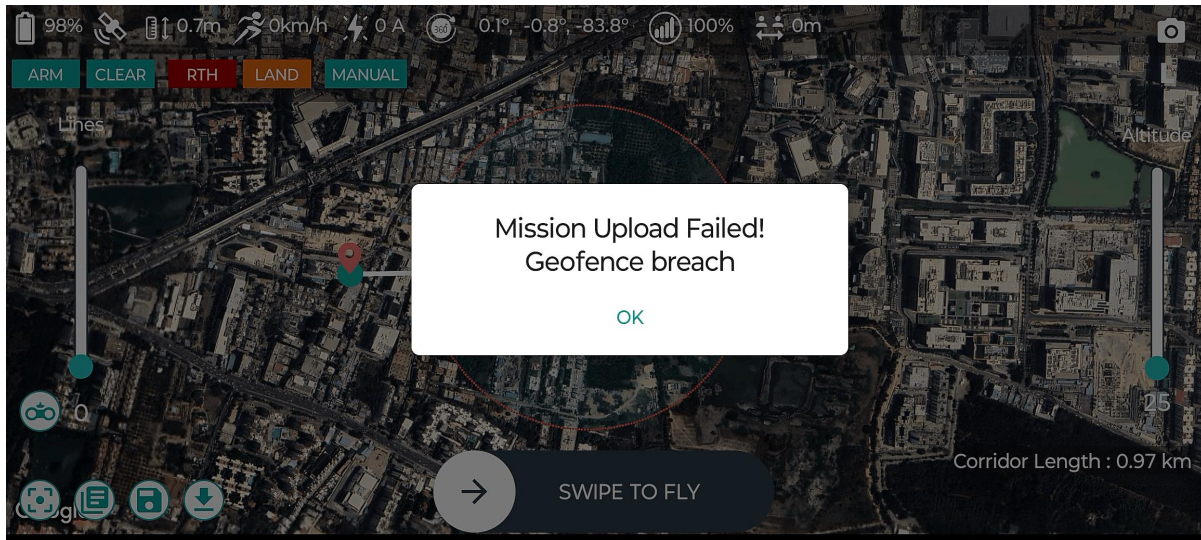 98% 0.7m 0km/h 0 A 360 0.1°, -0.8°, -83.8° 100% 0m
ARM CLEAR RTH LAND MANUAL
Lines
Altitude
Mission Upload Failed!
Geofence breach
OK
0
25
Corridor Length : 0.97 km
SWIPE TO FLY